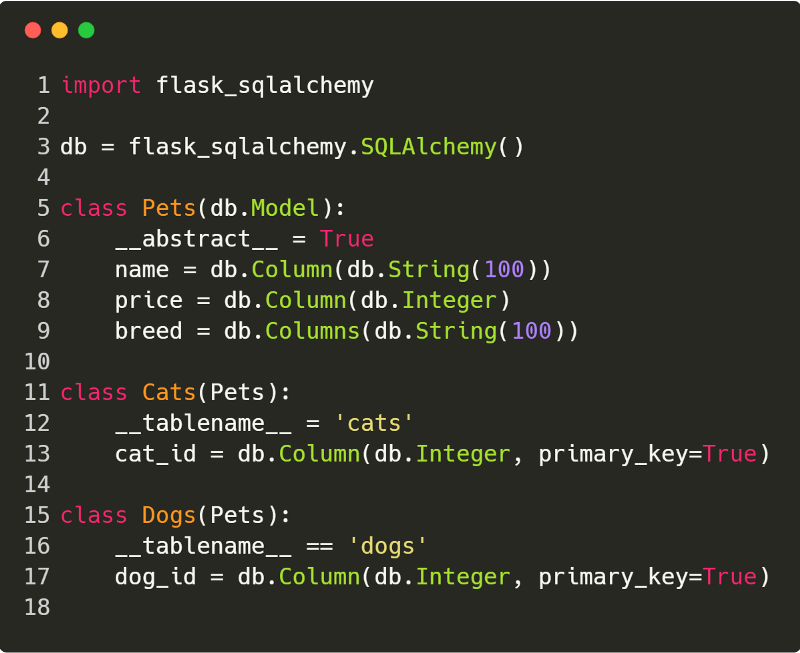 1 import flask_sqlalchemy
2
3 db = flask_sqlalchemy.SQLAlchemy()
4
5 class Pets(db.Model):
6     __abstract__ = True
7     name = db.Column(db.String(100))
8     price = db.Column(db.Integer)
9     breed = db.Columns(db.String(100))
10
11 class Cats(Pets):
12     __tablename__ = 'cats'
13     cat_id = db.Column(db.Integer, primary_key=True)
14
15 class Dogs(Pets):
16     __tablename__ == 'dogs'
17     dog_id = db.Column(db.Integer, primary_key=True)
18